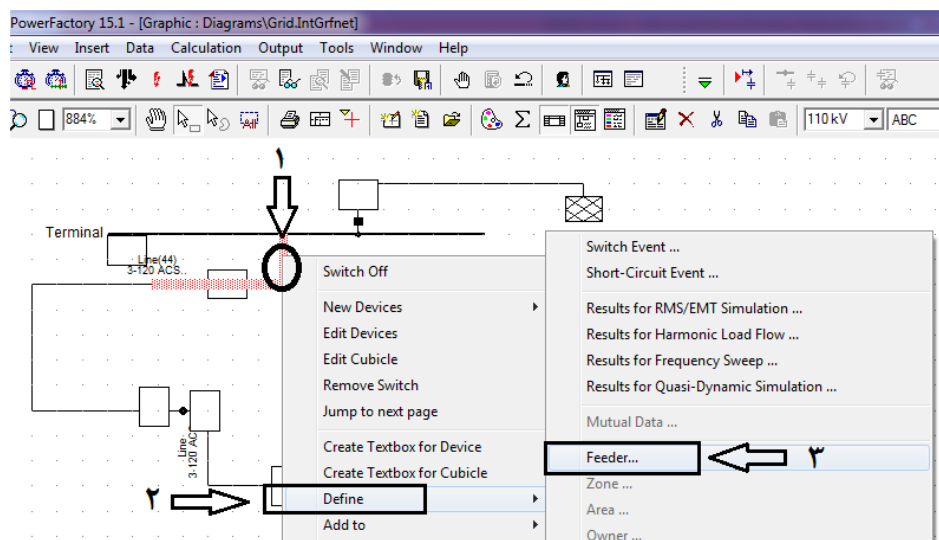 PowerFactory 15.1 - [Graphic : Diagrams\Grid.IntGrfnet]
View Insert Data Calculation Output Tools Window Help
884% 110 kV ABC
۱
Terminal
Line(44)
3-120 ACS..
Switch Off
New Devices
Edit Devices
Edit Cubicle
Remove Switch
Jump to next page
Create Textbox for Device
Create Textbox for Cubicle
Define
Add to
Switch Event ...
Short-Circuit Event ...
Results for RMS/EMT Simulation ...
Results for Harmonic Load Flow ...
Results for Frequency Sweep ...
Results for Quasi-Dynamic Simulation ...
Mutual Data ...
Feeder...
۳
Zone ...
Area ...
Owner ...
Line
3-120 AC
۲